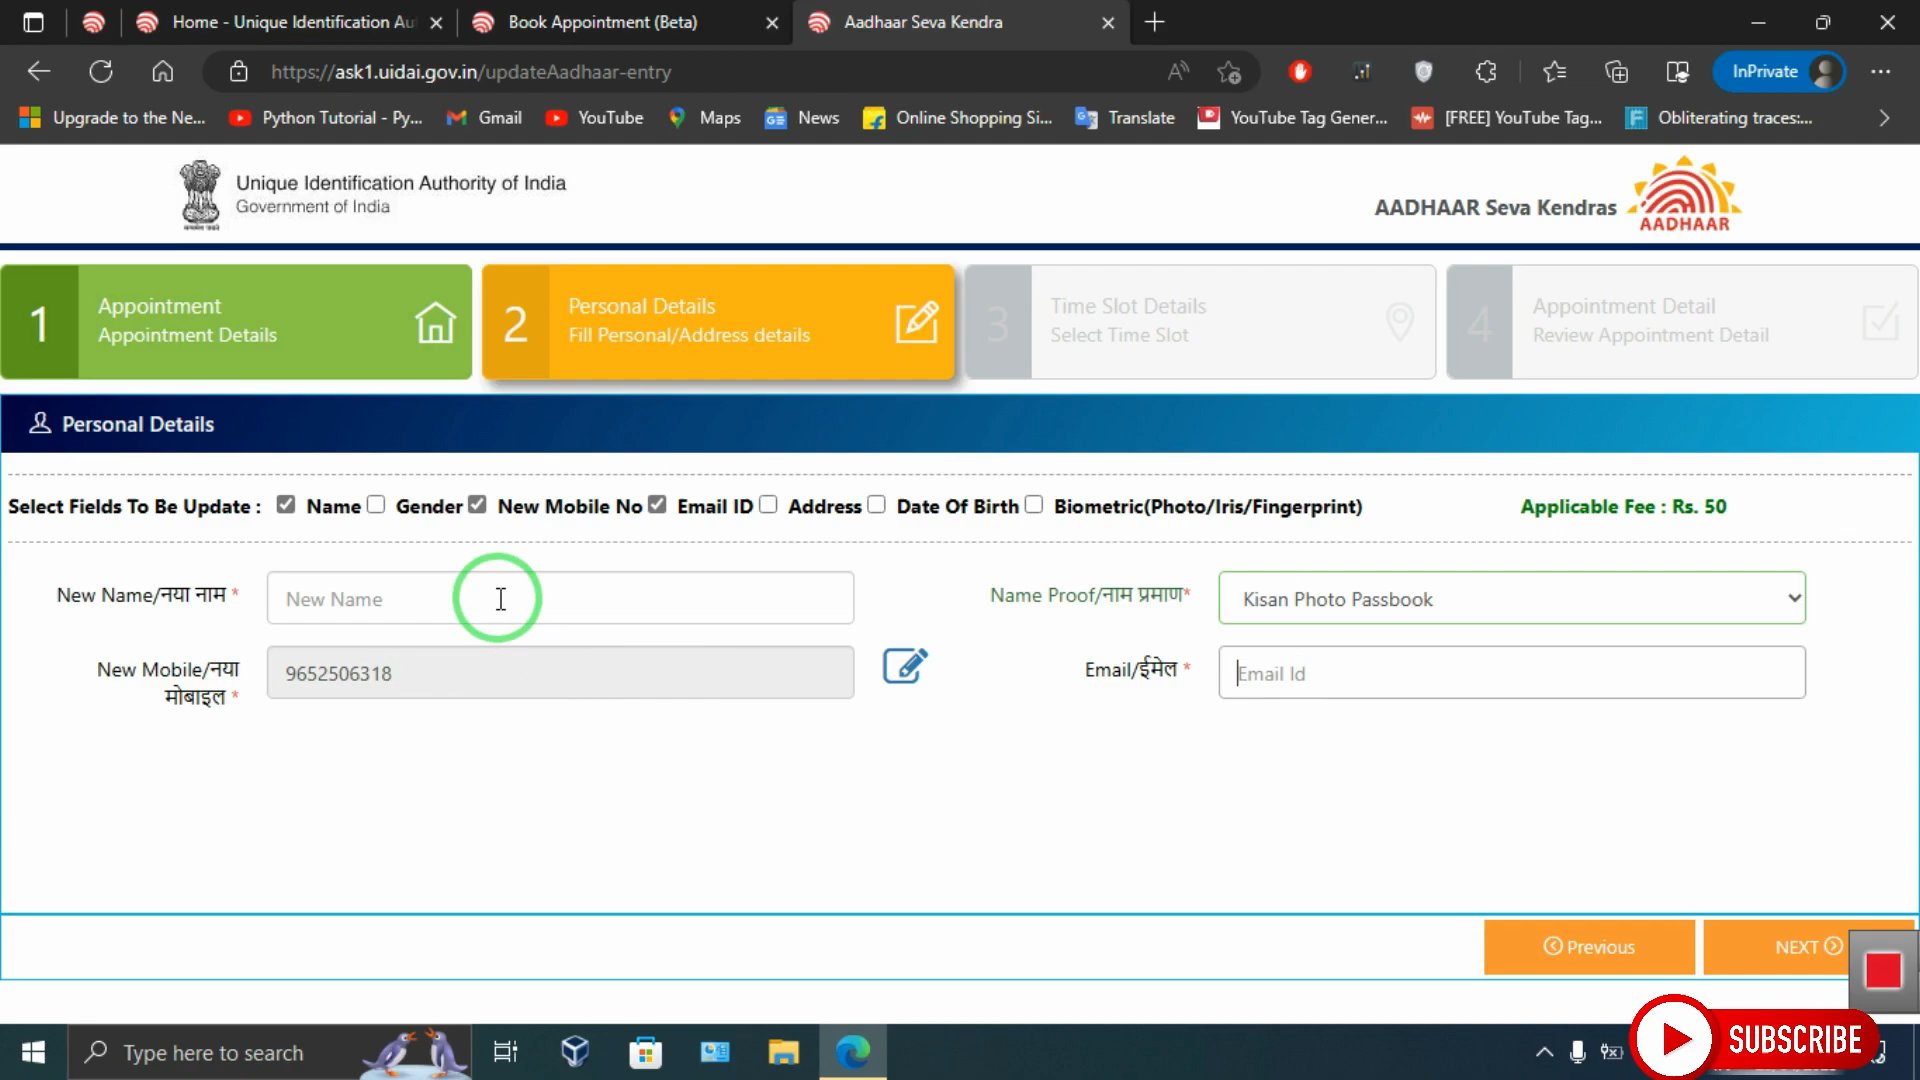 Home - Unique Identification Au
Book Appointment (Beta)
Aadhaar Seva Kendra
https://ask1.uidai.gov.in/updateAadhaar-entry
InPrivate
Upgrade to the Ne...
Python Tutorial - Py...
Gmail
YouTube
Maps
News
Online Shopping Si...
Translate
YouTube Tag Gener...
[FREE] YouTube Tag...
Obliterating traces:...
Unique Identification Authority of India
Government of India
AADHAAR Seva Kendras
AADHAAR
1
Appointment
Appointment Details
2
Personal Details
Fill Personal/Address details
3
Time Slot Details
Select Time Slot
4
Appointment Detail
Review Appointment Detail
Personal Details
Select Fields To Be Update : Name Gender New Mobile No Email ID Address Date Of Birth Biometric(Photo/Iris/Fingerprint) Applicable Fee : Rs. 50
New Name/नया नाम *
New Name
Name Proof/नाम प्रमाण*
Kisan Photo Passbook
New Mobile/नया
मोबाइल *
9652506318
Email/ईमेल *
Email Id
Previous
NEXT
Type here to search
SUBSCRIBE